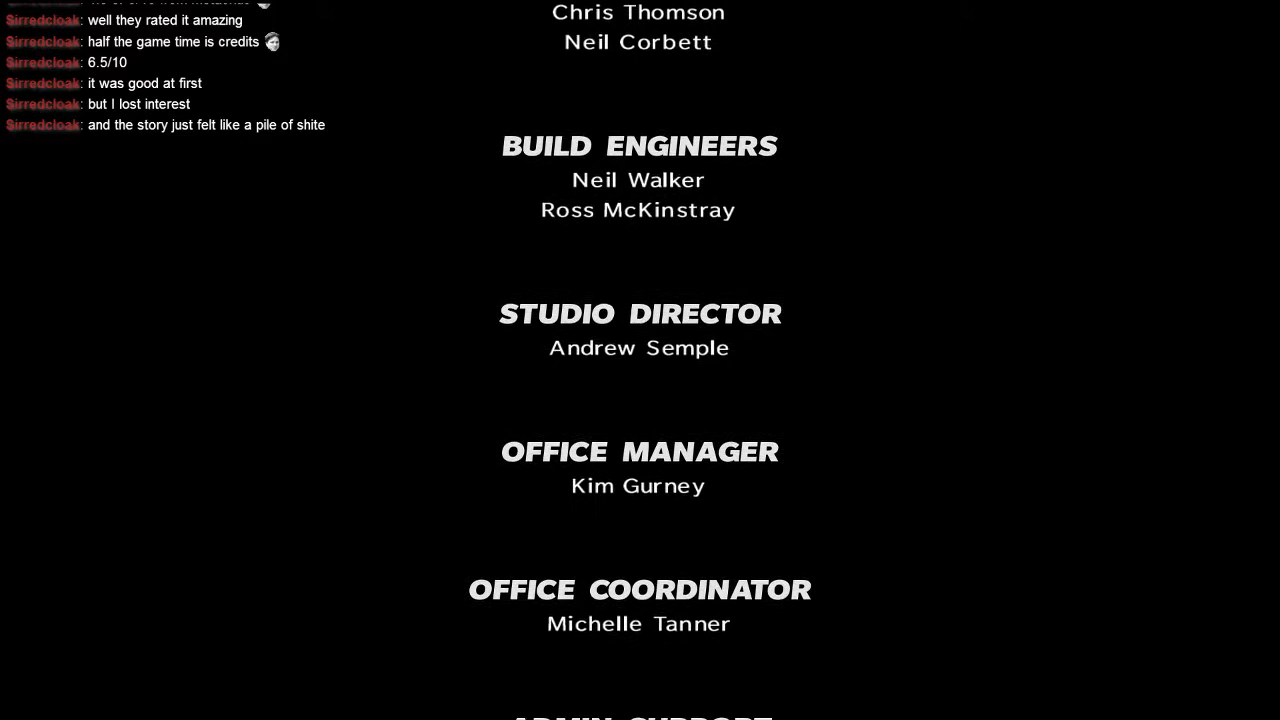 Sirredcloak: well they rated it amazing
Sirredcloak: half the game time is credits
Sirredcloak: 6.5/10
Sirredcloak: it was good at first
Sirredcloak: but I lost interest
Sirredcloak: and the story just felt like a pile of shite
Chris Thomson
Neil Corbett
BUILD ENGINEERS
Neil Walker
Ross McKinstray
STUDIO DIRECTOR
Andrew Semple
OFFICE MANAGER
Kim Gurney
OFFICE COORDINATOR
Michelle Tanner
ADMIN SUPPORT